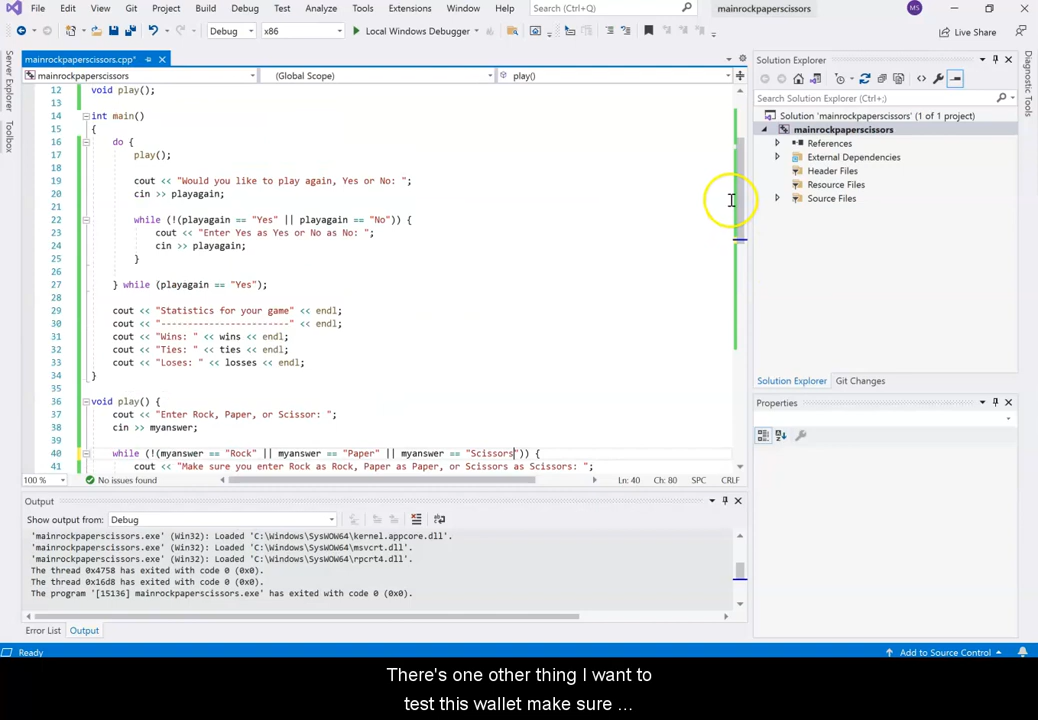 File Edit View Git Project Build Debug Test Analyze Tools Extensions Window Help Search (Ctrl+Q) mainrockpaperscissors MS
Debug x86 Local Windows Debugger Live Share
Server Explorer
Toolbox
mainrockpaperscissors.cpp*
mainrockpaperscissors (Global Scope) play()
12 void play();
13
14 int main()
15 {
16 do {
17 play();
18
19 cout << "Would you like to play again, Yes or No: ";
20 cin >> playagain;
21
22 while (!(playagain == "Yes" || playagain == "No")) {
23 cout << "Enter Yes as Yes or No as No: ";
24 cin >> playagain;
25 }
26
27 } while (playagain == "Yes");
28
29 cout << "Statistics for your game" << endl;
30 cout << "------------------------" << endl;
31 cout << "Wins: " << wins << endl;
32 cout << "Ties: " << ties << endl;
33 cout << "Loses: " << losses << endl;
34 }
35
36 void play() {
37 cout << "Enter Rock, Paper, or Scissor: ";
38 cin >> myanswer;
39
40 while (!(myanswer == "Rock" || myanswer == "Paper" || myanswer == "Scissors")) {
41 cout << "Make sure you enter Rock as Rock, Paper as Paper, or Scissors as Scissors: ";
100 % No issues found Ln: 40 Ch: 80 SPC CRLF
Output
Show output from: Debug
'mainrockpaperscissors.exe' (Win32): Loaded 'C:\Windows\SysWOW64\kernel.appcore.dll'.
'mainrockpaperscissors.exe' (Win32): Loaded 'C:\Windows\SysWOW64\msvcrt.dll'.
'mainrockpaperscissors.exe' (Win32): Loaded 'C:\Windows\SysWOW64\rpcrt4.dll'.
The thread 0x4758 has exited with code 0 (0x0).
The thread 0x16d8 has exited with code 0 (0x0).
The program '[15136] mainrockpaperscissors.exe' has exited with code 0 (0x0).
Error List Output
Solution Explorer
Search Solution Explorer (Ctrl+;)
Solution 'mainrockpaperscissors' (1 of 1 project)
mainrockpaperscissors
References
External Dependencies
Header Files
Resource Files
Source Files
Solution Explorer Git Changes
Properties
Diagnostic Tools
Ready Add to Source Control
There's one other thing I want to
test this wallet make sure ...